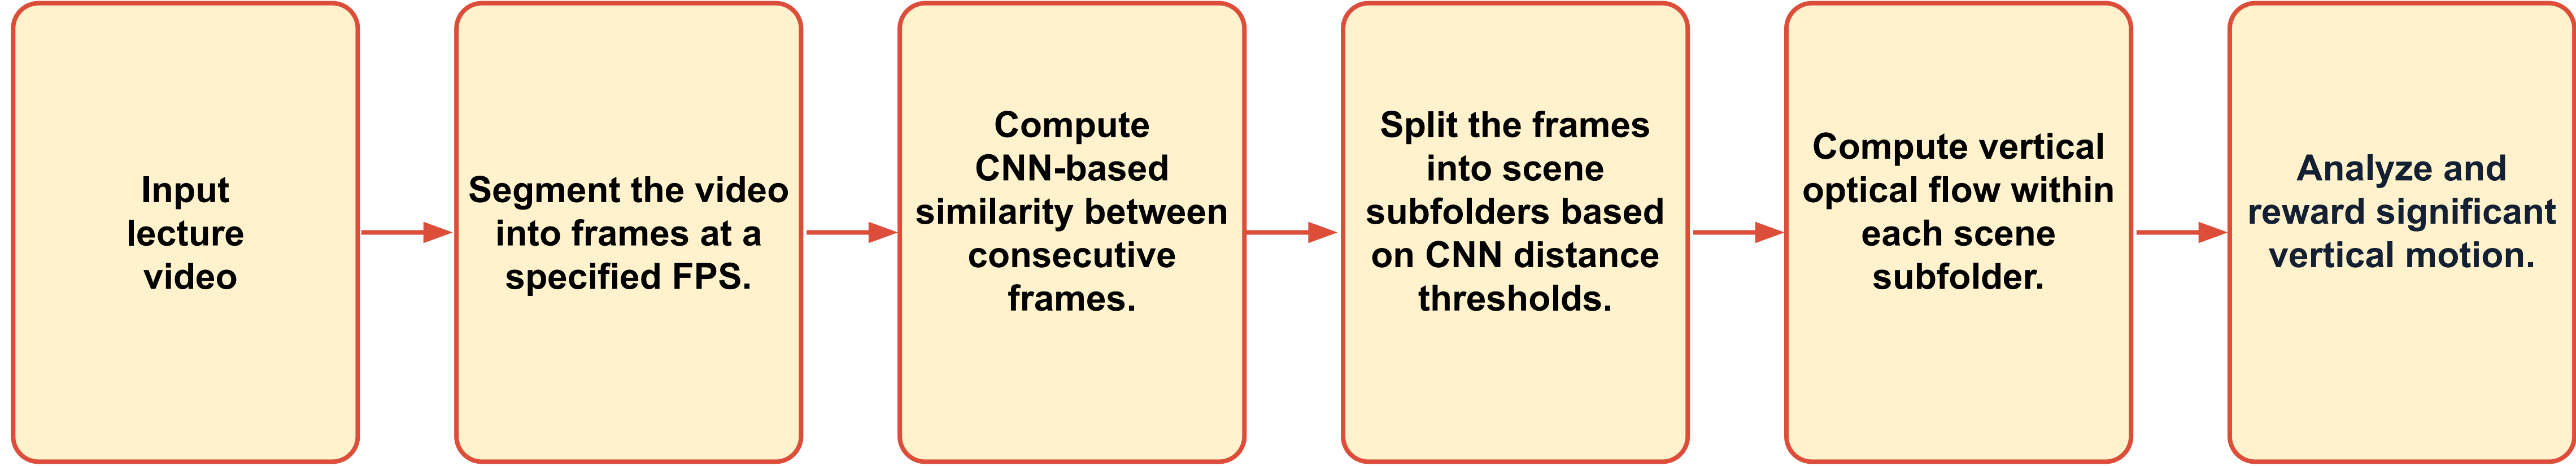 Input
lecture
video
Segment the video
into frames at a
specified FPS.
Compute
CNN-based
similarity between
consecutive
frames.
Split the frames
into scene
subfolders based
on CNN distance
thresholds.
Compute vertical
optical flow within
each scene
subfolder.
Analyze and
reward significant
vertical motion.